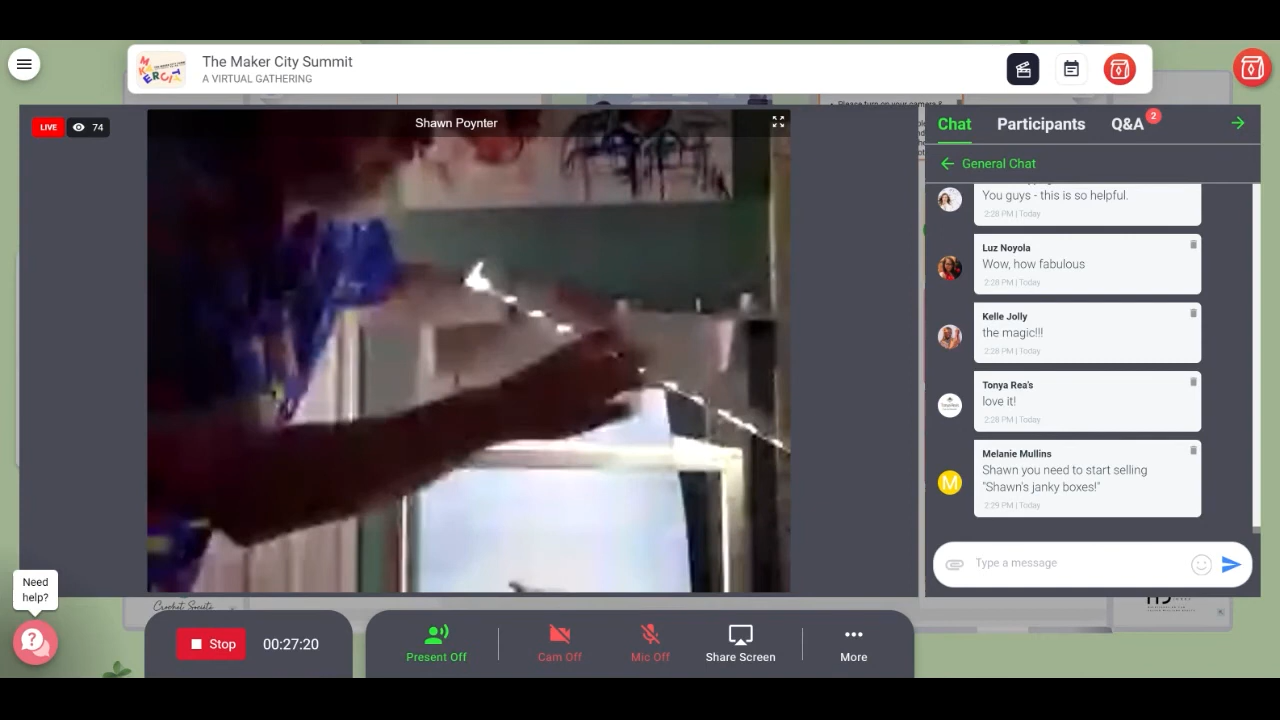 The Maker City Summit
A VIRTUAL GATHERING
LIVE
74
Shawn Poynter
Chat Participants Q&A 2
General Chat
You guys - this is so helpful.
2:28 PM | Today
Luz Noyola
Wow, how fabulous
2:28 PM | Today
Kelle Jolly
the magic!!!
2:28 PM | Today
Tonya Rea's
love it!
2:28 PM | Today
M
Melanie Mullins
Shawn you need to start selling
"Shawn's janky boxes!"
2:29 PM | Today
Type a message
Need
help?
Crochet Society
Stop 00:27:20
Present Off
Cam Off
Mic Off
Share Screen
More